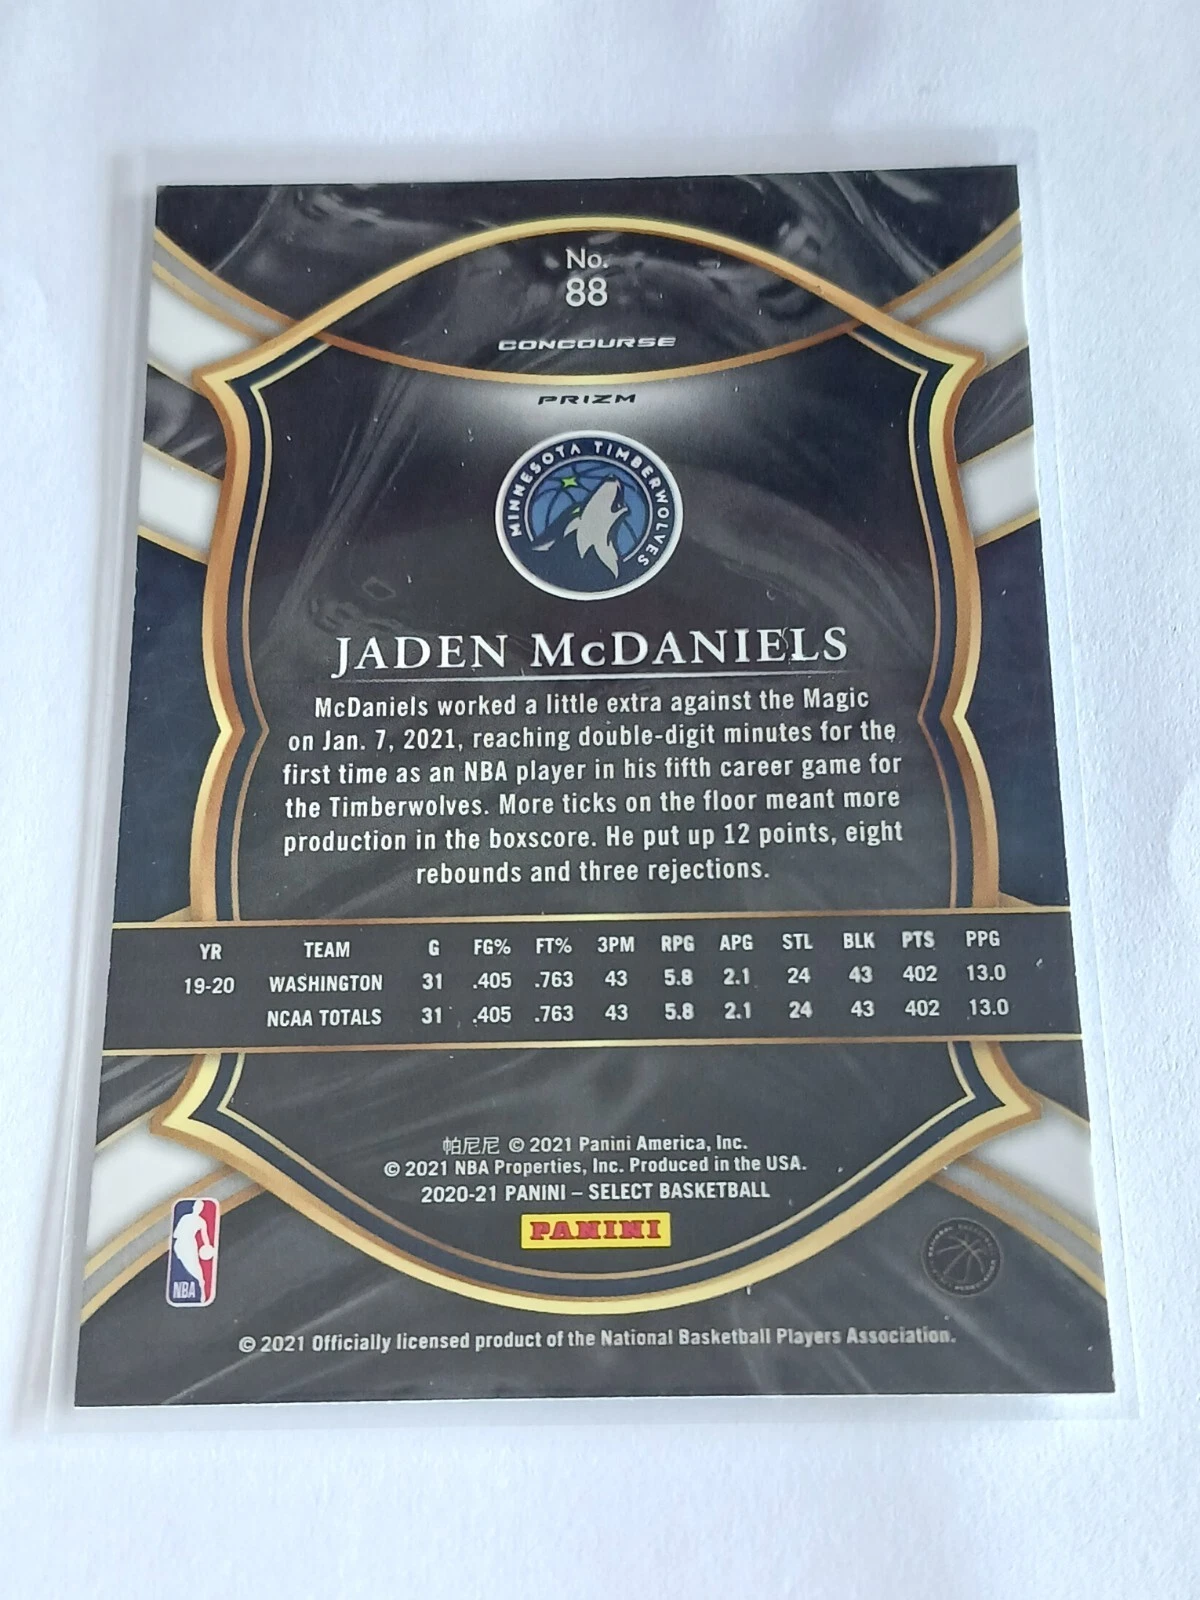 No.
88
CONCOURSE
PRIZM
MINNESOTA TIMBERWOLVES
JADEN McDANIELS
McDaniels worked a little extra against the Magic
on Jan. 7, 2021, reaching double-digit minutes for the
first time as an NBA player in his fifth career game for
the Timberwolves. More ticks on the floor meant more
production in the boxscore. He put up 12 points, eight
rebounds and three rejections.
YR TEAM G FG% FT% 3PM RPG APG STL BLK PTS PPG
19-20 WASHINGTON 31 .405 .763 43 5.8 2.1 24 43 402 13.0
NCAA TOTALS 31 .405 .763 43 5.8 2.1 24 43 402 13.0
帕尼尼 © 2021 Panini America, Inc.
© 2021 NBA Properties, Inc. Produced in the USA.
2020-21 PANINI – SELECT BASKETBALL
PANINI
NBA
© 2021 Officially licensed product of the National Basketball Players Association.